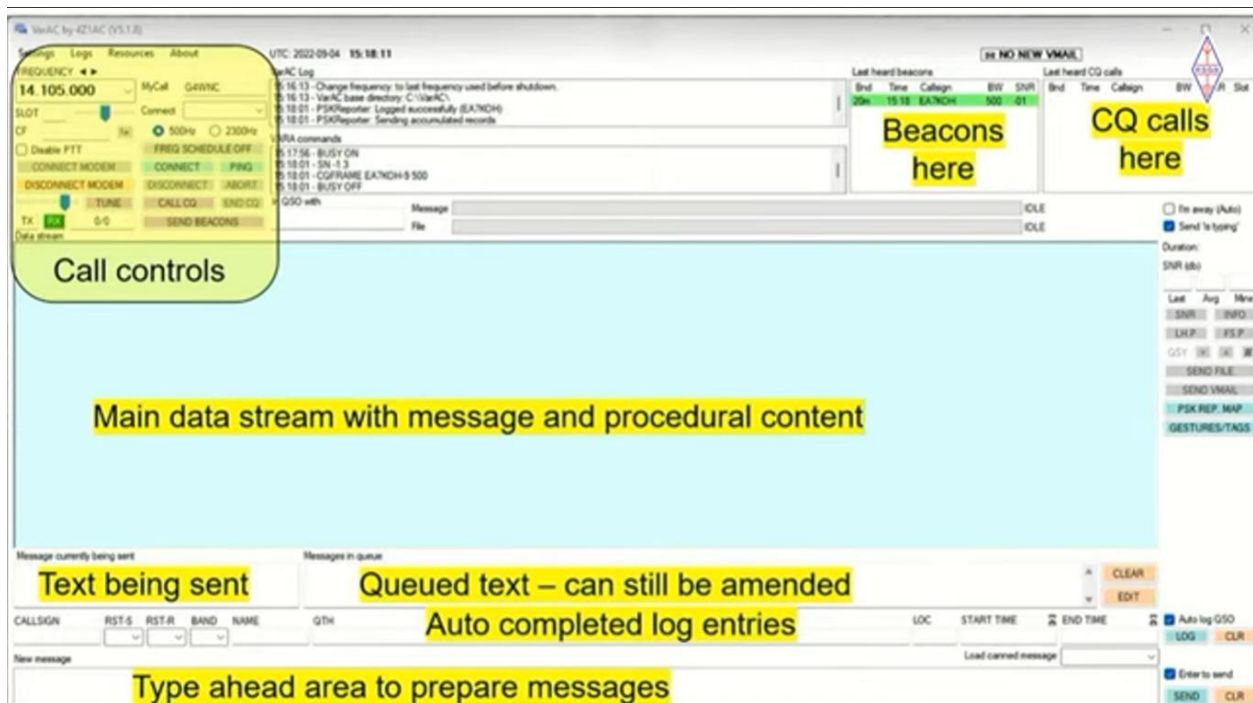 VarAC by 4Z1AC (V5.1.8)
Settings Logs Resources About
UTC: 2022-09-04 15:18:11
NO NEW VMAIL
FREQUENCY
14.105.000
MyCall G4WNC
SLOT
Connect
CF
500Hz 2300Hz
Disable PTT
FREQ SCHEDULE OFF
CONNECT MODEM CONNECT PING
DISCONNECT MODEM DISCONNECT ABORT
TUNE CALL CQ END CQ
TX RX 0/0 SEND BEACONS
Data stream
Call controls
VarAC Log
15:16:13 - Change frequency: to last frequency used before shutdown.
15:16:13 - VarAC base directory: C:\VarAC\
15:18:01 - PSKReporter: Logged successfully (EA7KOH)
15:18:01 - PSKReporter: Sending accumulated records
VARA commands
15:17:56 - BUSY ON
15:18:01 - SN -1.3
15:18:01 - CQFRAME EA7KOH-9 500
15:18:01 - BUSY OFF
Last heard beacons
Bnd Time Callsign BW SNR
20m 15:18 EA7KOH 500 -01
Beacons
here
Last heard CQ calls
Bnd Time Callsign BW Slot
CQ calls
here
QSO with
Message IDLE
File IDLE
I'm away (Auto)
Send 'is typing'
Duration:
SNR (db)
Last Avg Mine
SNR INFO
LH.P FS.P
QSY
SEND FILE
SEND VMAIL
PSK REP. MAP
GESTURES/TAGS
Main data stream with message and procedural content
Message currently being sent
Messages in queue
Text being sent
Queued text – can still be amended
CLEAR
EDIT
CALLSIGN RST-S RST-R BAND NAME QTH LOC START TIME END TIME
Auto completed log entries
Auto log QSO
LOG CLR
New message
Load canned message
Type ahead area to prepare messages
Enter to send
SEND CLR